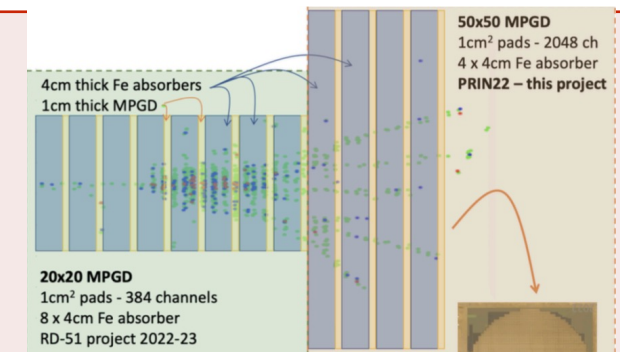 4cm thick Fe absorbers
1cm thick MPGD
50x50 MPGD
1cm² pads - 2048 ch
4 x 4cm Fe absorber
PRIN22 – this project
20x20 MPGD
1cm² pads - 384 channels
8 x 4cm Fe absorber
RD-51 project 2022-23